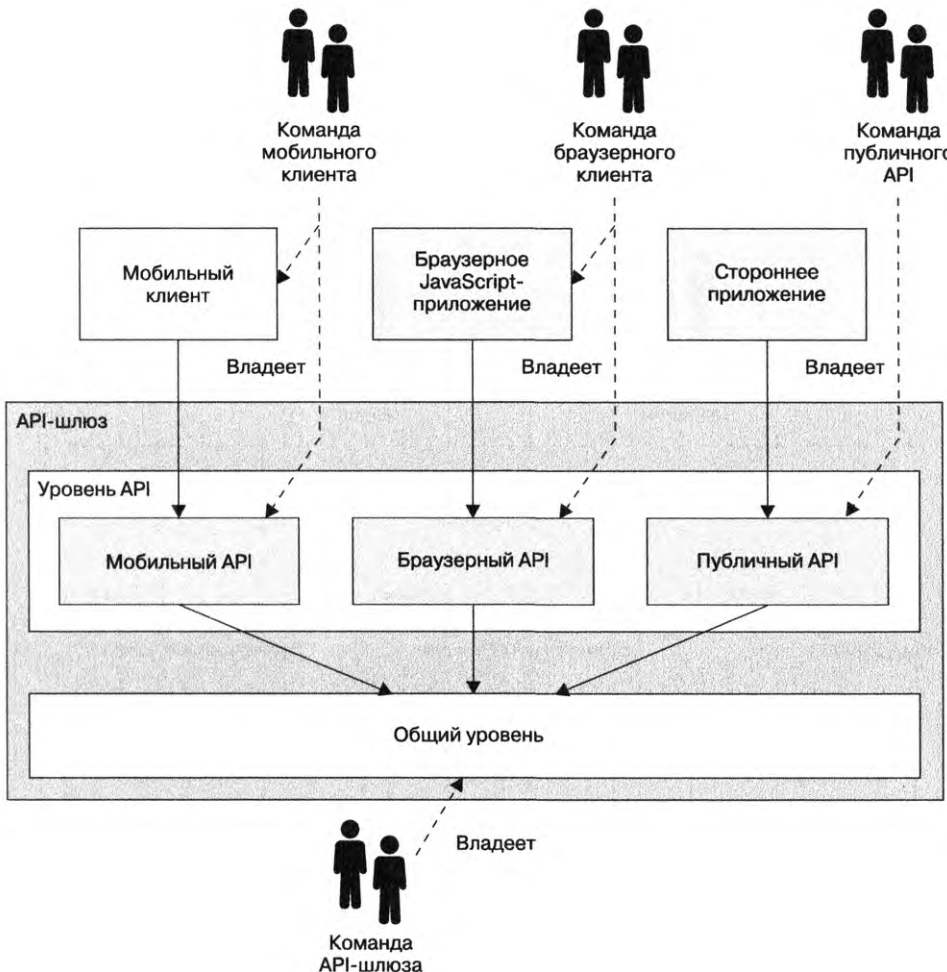 Команда
мобильного
клиента
Команда
браузерного
клиента
Команда
публичного
API
Мобильный
клиент
Браузерное
JavaScript-
приложение
Стороннее
приложение
Владеет
Владеет
Владеет
API-шлюз
Уровень API
Мобильный API
Браузерный API
Публичный API
Общий уровень
Владеет
Команда
API-шлюза